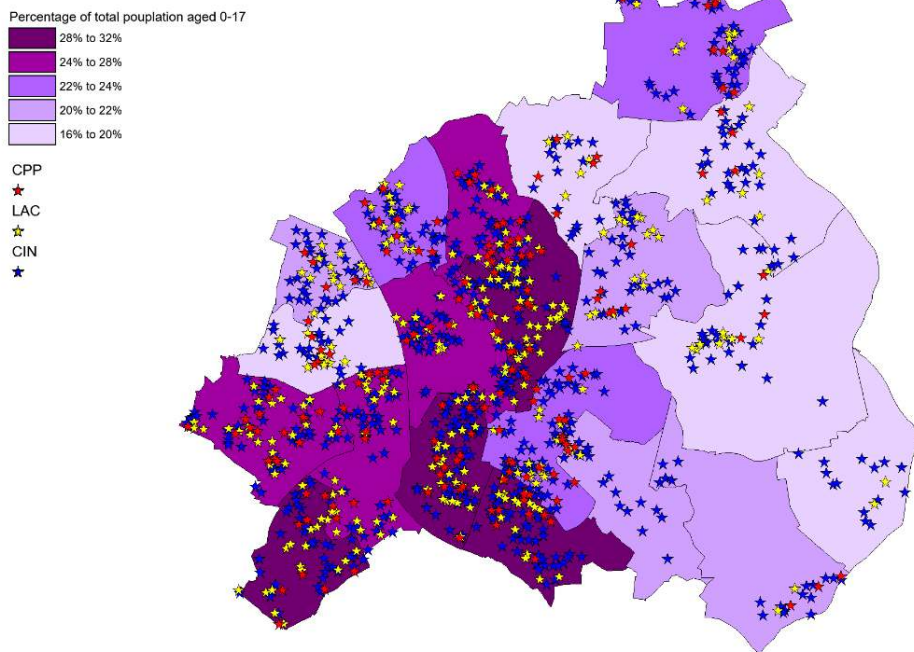 Percentage of total pouplation aged 0-17
28% to 32%
24% to 28%
22% to 24%
20% to 22%
16% to 20%
CPP
LAC
CIN